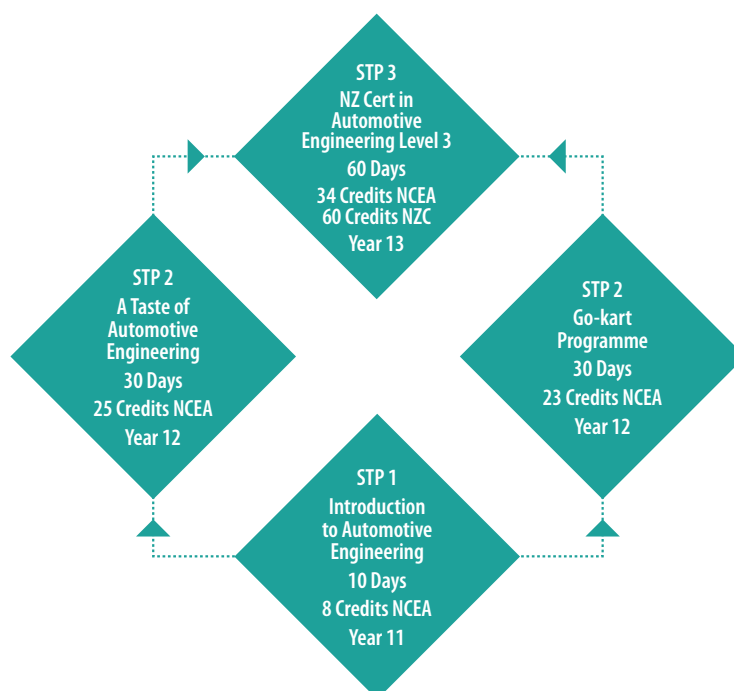 STP 3
NZ Cert in
Automotive
Engineering Level 3
60 Days
34 Credits NCEA
60 Credits NZC
Year 13
STP 2
A Taste of
Automotive
Engineering
30 Days
25 Credits NCEA
Year 12
STP 2
Go-kart
Programme
30 Days
23 Credits NCEA
Year 12
STP 1
Introduction
to Automotive
Engineering
10 Days
8 Credits NCEA
Year 11